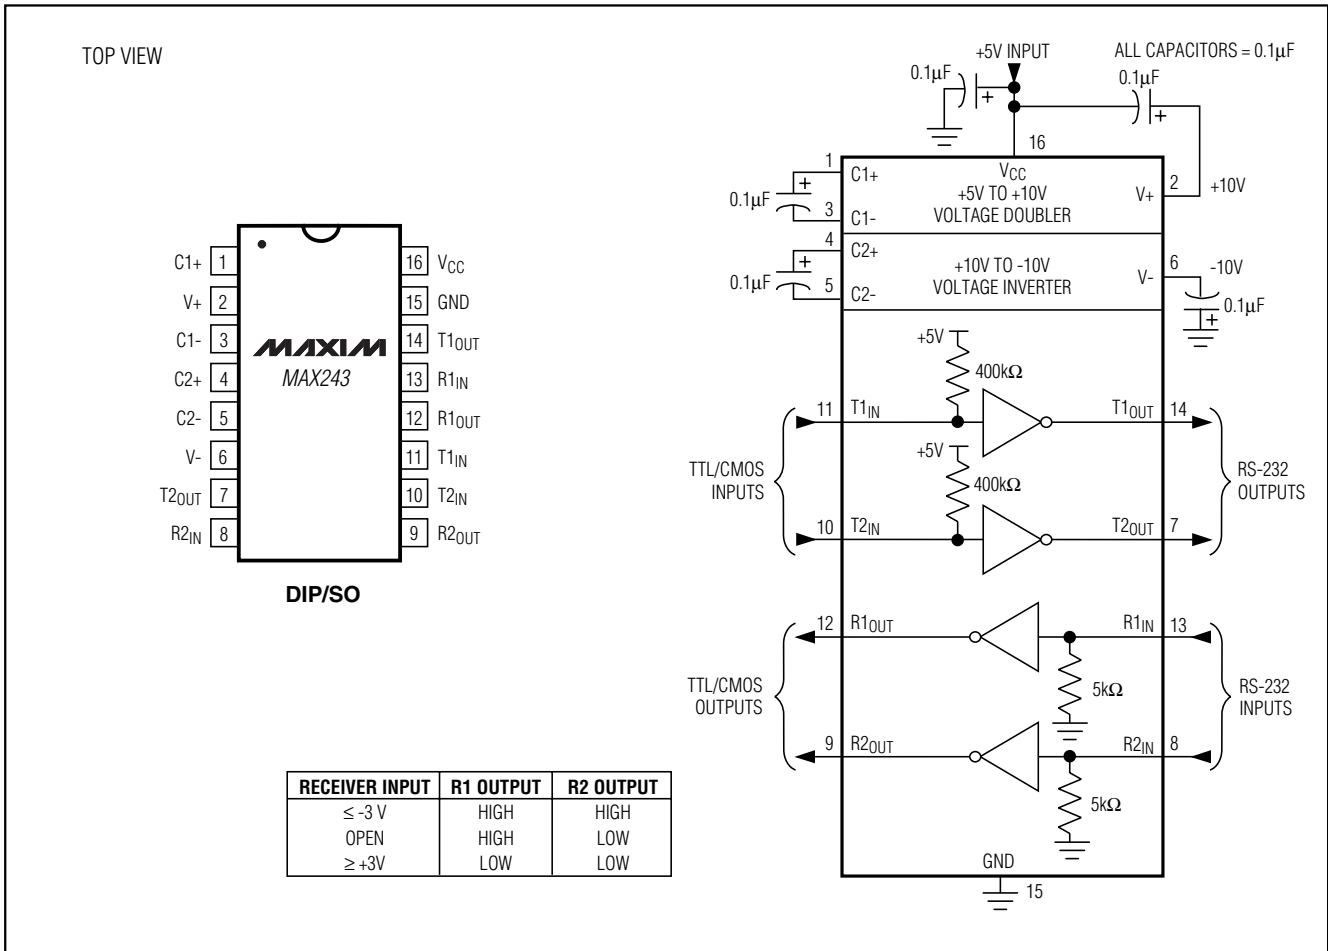 TOP VIEW
C1+ 1
V+ 2
C1- 3
C2+ 4
C2- 5
V- 6
T2OUT 7
R2IN 8
16 VCC
15 GND
14 T1OUT
13 R1IN
12 R1OUT
11 T1IN
10 T2IN
9 R2OUT
MAXIM
MAX243
DIP/SO
RECEIVER INPUT R1 OUTPUT R2 OUTPUT
≤ -3 V HIGH HIGH
OPEN HIGH LOW
≥ +3V LOW LOW
+5V INPUT
ALL CAPACITORS = 0.1µF
0.1µF
+
0.1µF
+
16
VCC
+5V TO +10V
VOLTAGE DOUBLER
1
C1+
+
0.1µF
3
C1-
V+
2
+10V
4
C2+
+
0.1µF
5
C2-
+10V TO -10V
VOLTAGE INVERTER
V-
6
-10V
0.1µF
+
+5V
400kΩ
11 T1IN
T1OUT 14
+5V
400kΩ
TTL/CMOS
INPUTS
RS-232
OUTPUTS
10 T2IN
T2OUT 7
12 R1OUT
R1IN 13
5kΩ
TTL/CMOS
OUTPUTS
RS-232
INPUTS
9 R2OUT
R2IN 8
5kΩ
GND
15